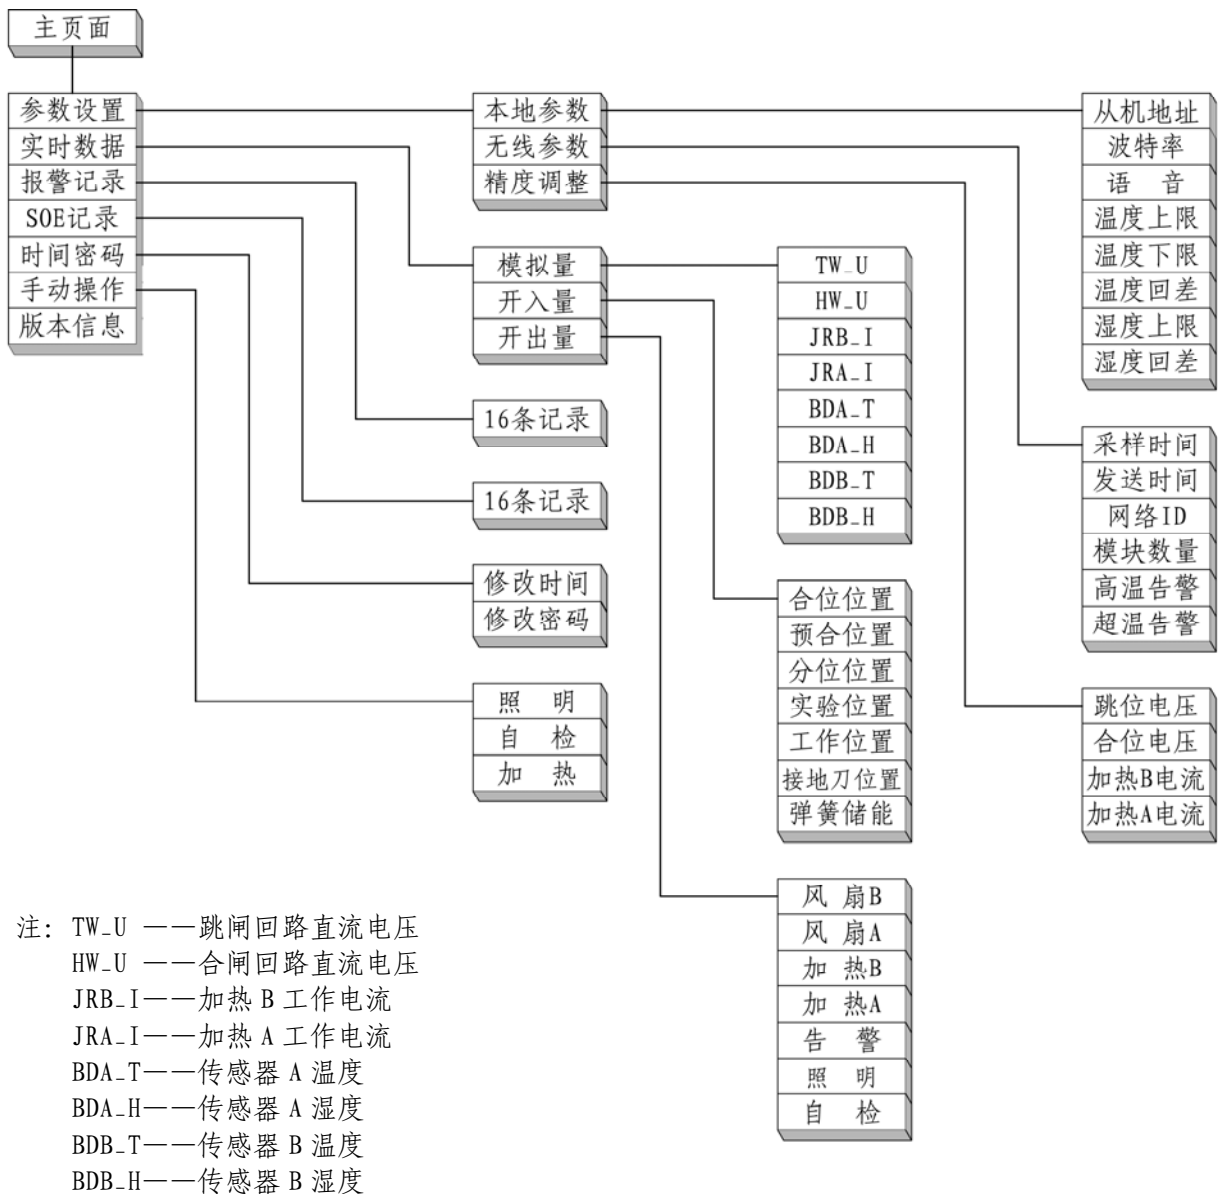 主页面
参数设置
实时数据
报警记录
SOE记录
时间密码
手动操作
版本信息
本地参数
无线参数
精度调整
模拟量
开入量
开出量
16条记录
16条记录
修改时间
修改密码
照 明
自 检
加 热
TW_U
HW_U
JRB_I
JRA_I
BDA_T
BDA_H
BDB_T
BDB_H
合位位置
预合位置
分位位置
实验位置
工作位置
接地刀位置
弹簧储能
风 扇B
风 扇A
加 热B
加 热A
告 警
照 明
自 检
从机地址
波特率
语 音
温度上限
温度下限
温度回差
湿度上限
湿度回差
采样时间
发送时间
网络ID
模块数量
高温告警
超温告警
跳位电压
合位电压
加热B电流
加热A电流
注: TW_U ——跳闸回路直流电压
HW_U ——合闸回路直流电压
JRB_I——加热 B 工作电流
JRA_I——加热 A 工作电流
BDA_T——传感器 A 温度
BDA_H——传感器 A 湿度
BDB_T——传感器 B 温度
BDB_H——传感器 B 湿度